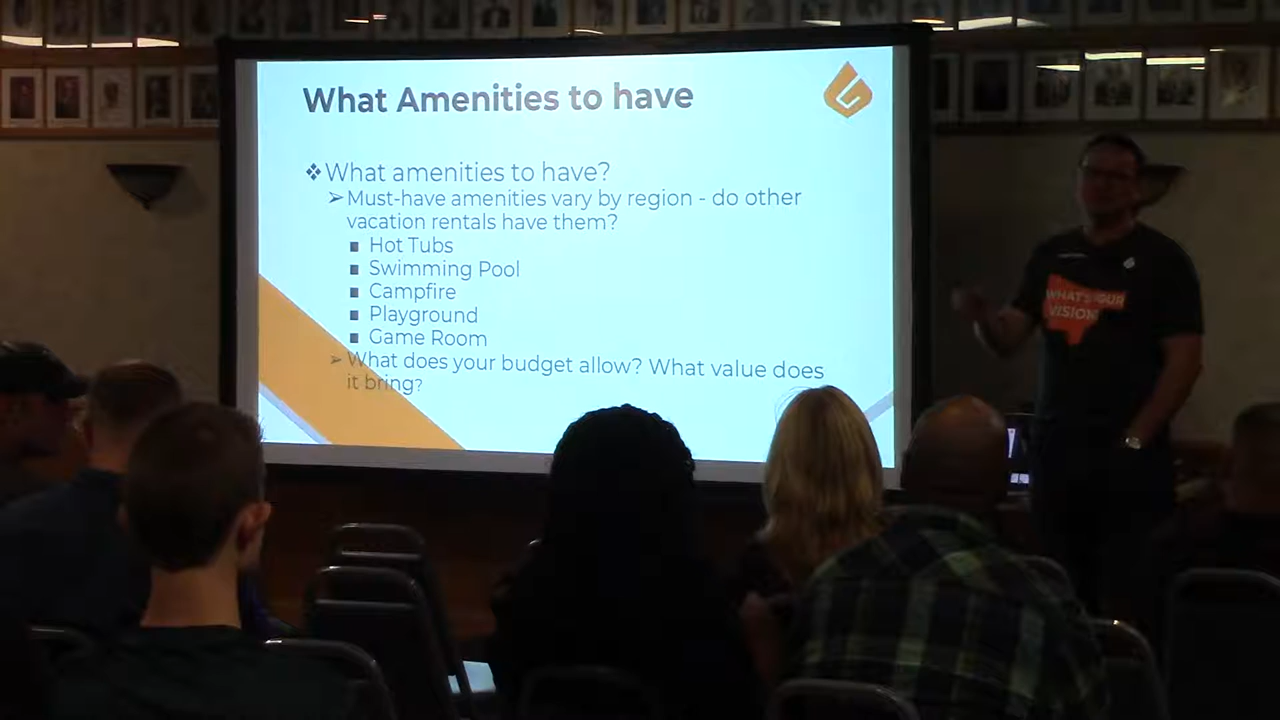 What Amenities to have
❖What amenities to have?
➢Must-have amenities vary by region - do other
vacation rentals have them?
▪ Hot Tubs
▪ Swimming Pool
▪ Campfire
▪ Playground
▪ Game Room
➢What does your budget allow? What value does
it bring?
WHAT'S YOUR
VISION